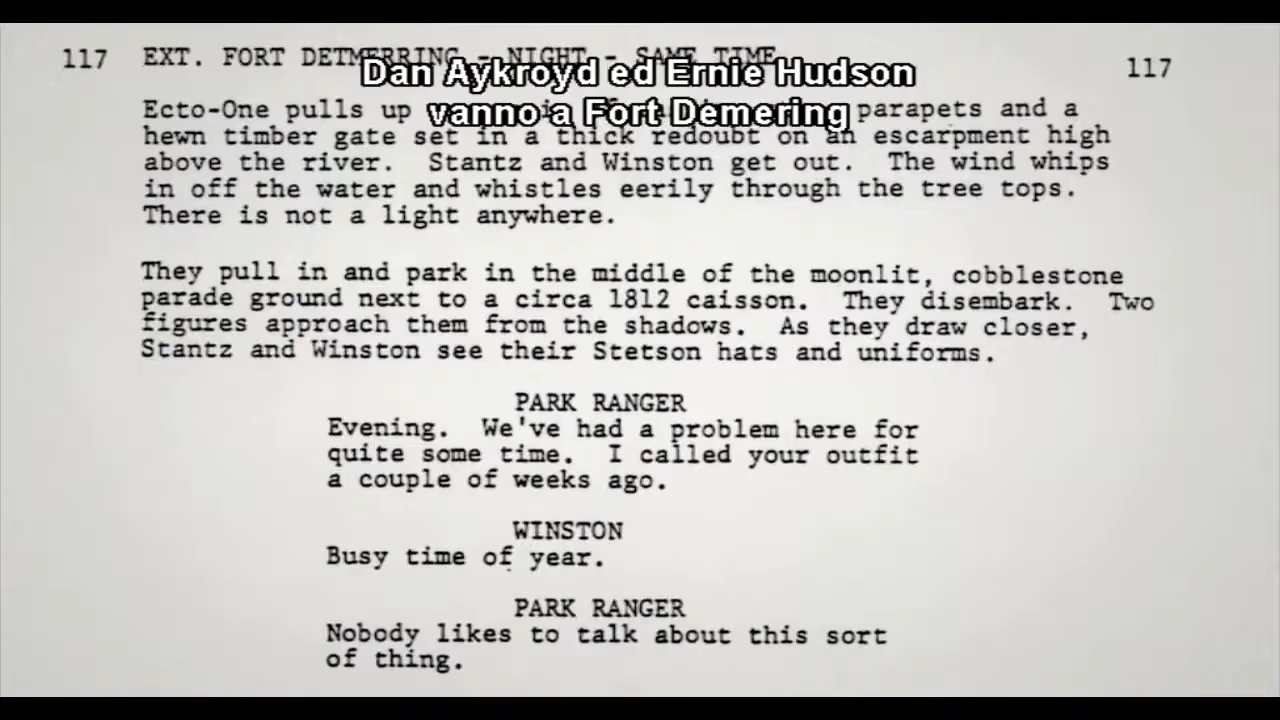 117 EXT. FORT DETMERRING - NIGHT - SAME TIME 117
Dan Aykroyd ed Ernie Hudson
vanno a Fort Demering
Ecto-One pulls up parapets and a
hewn timber gate set in a thick redoubt on an escarpment high
above the river. Stantz and Winston get out. The wind whips
in off the water and whistles eerily through the tree tops.
There is not a light anywhere.
They pull in and park in the middle of the moonlit, cobblestone
parade ground next to a circa 1812 caisson. They disembark. Two
figures approach them from the shadows. As they draw closer,
Stantz and Winston see their Stetson hats and uniforms.
PARK RANGER
Evening. We've had a problem here for
quite some time. I called your outfit
a couple of weeks ago.
WINSTON
Busy time of year.
PARK RANGER
Nobody likes to talk about this sort
of thing.